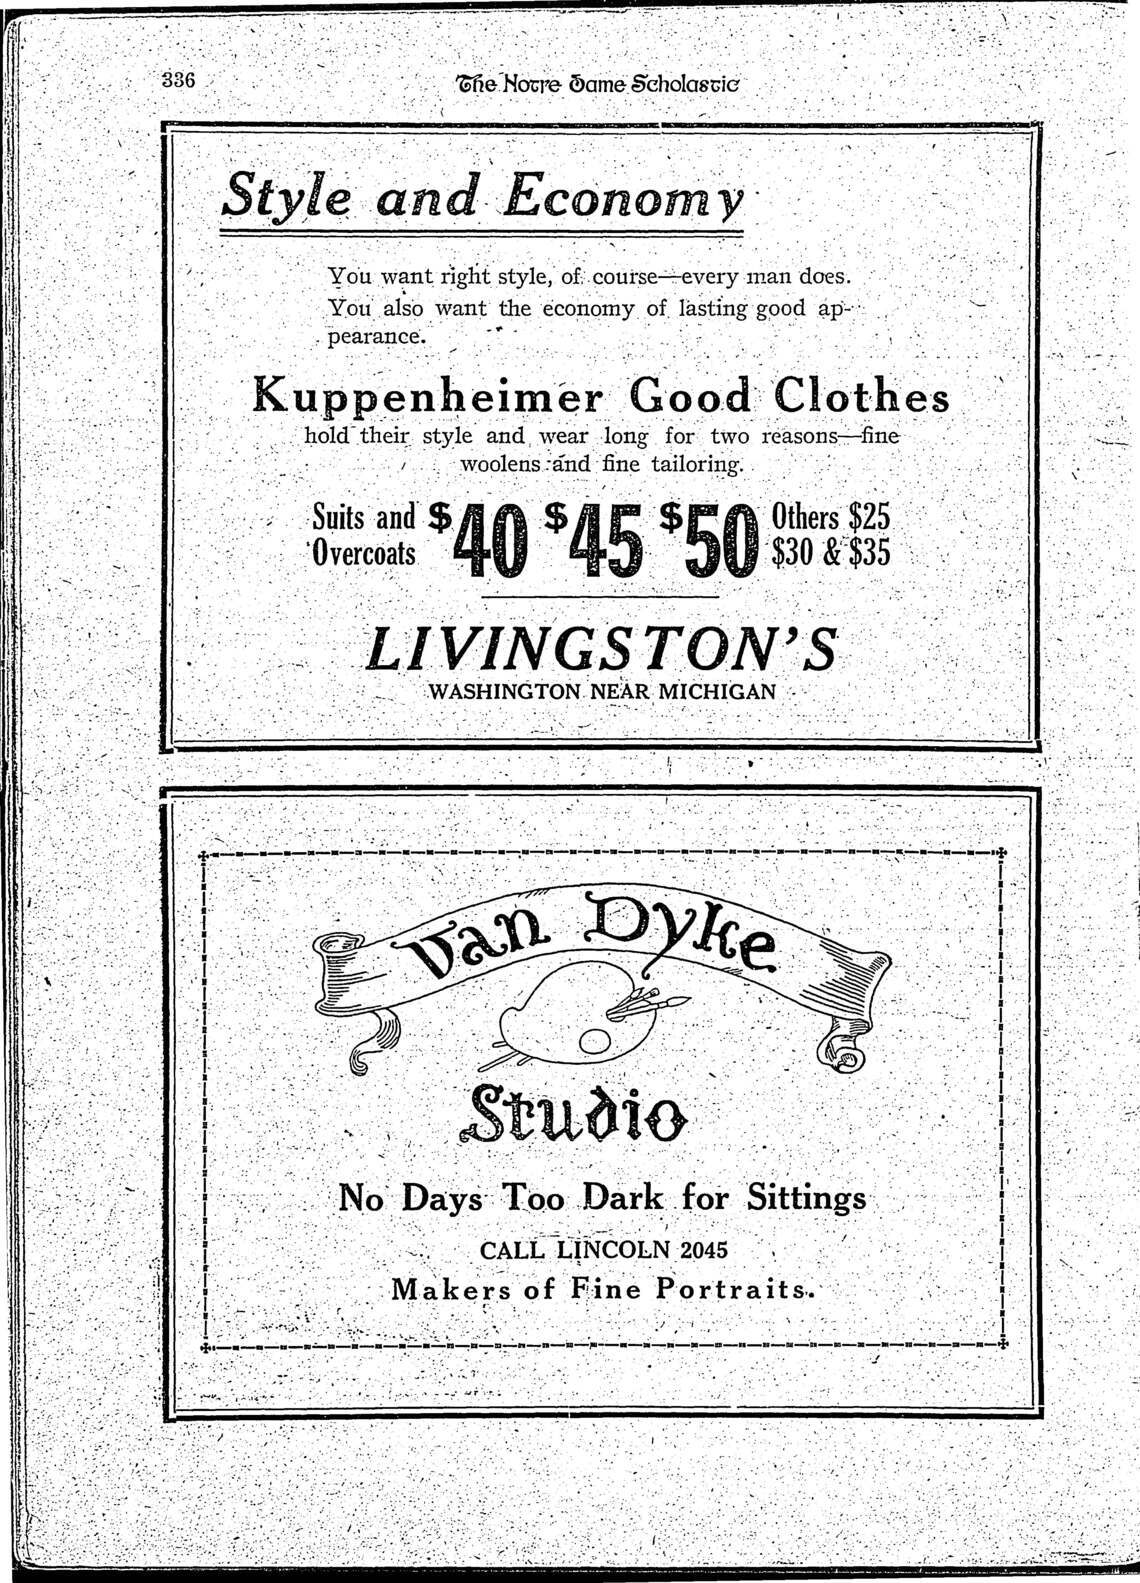 336
The Notre Dame Scholastic
Style and Economy
You want right style, of course—every man does.
You also want the economy of lasting good ap-
pearance.
Kuppenheimer Good Clothes
hold their style and wear long for two reasons—fine
woolens and fine tailoring.
Suits and $40 $45 $50 Others $25
Overcoats $30 & $35
LIVINGSTON'S
WASHINGTON NEAR MICHIGAN
Van Dyke
Studio
No Days Too Dark for Sittings
CALL LINCOLN 2045
Makers of Fine Portraits.